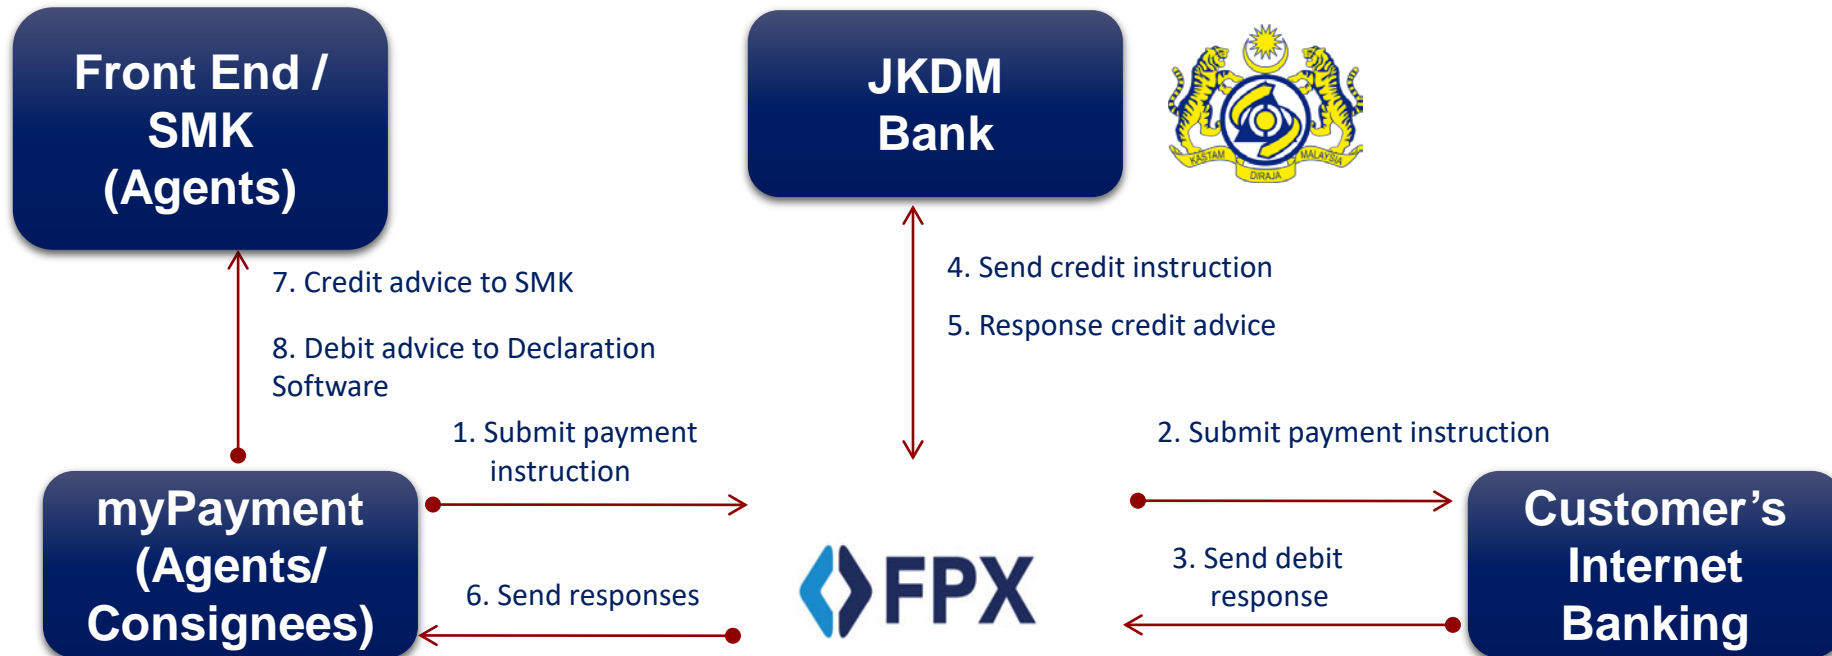 Front End /
SMK
(Agents)
JKDM
Bank
KASTAM
DIRAJA
MALAYSIA
7. Credit advice to SMK
8. Debit advice to Declaration
Software
4. Send credit instruction
5. Response credit advice
1. Submit payment
instruction
2. Submit payment instruction
myPayment
(Agents/
Consignees)
6. Send responses
FPX
3. Send debit
response
Customer’s
Internet
Banking